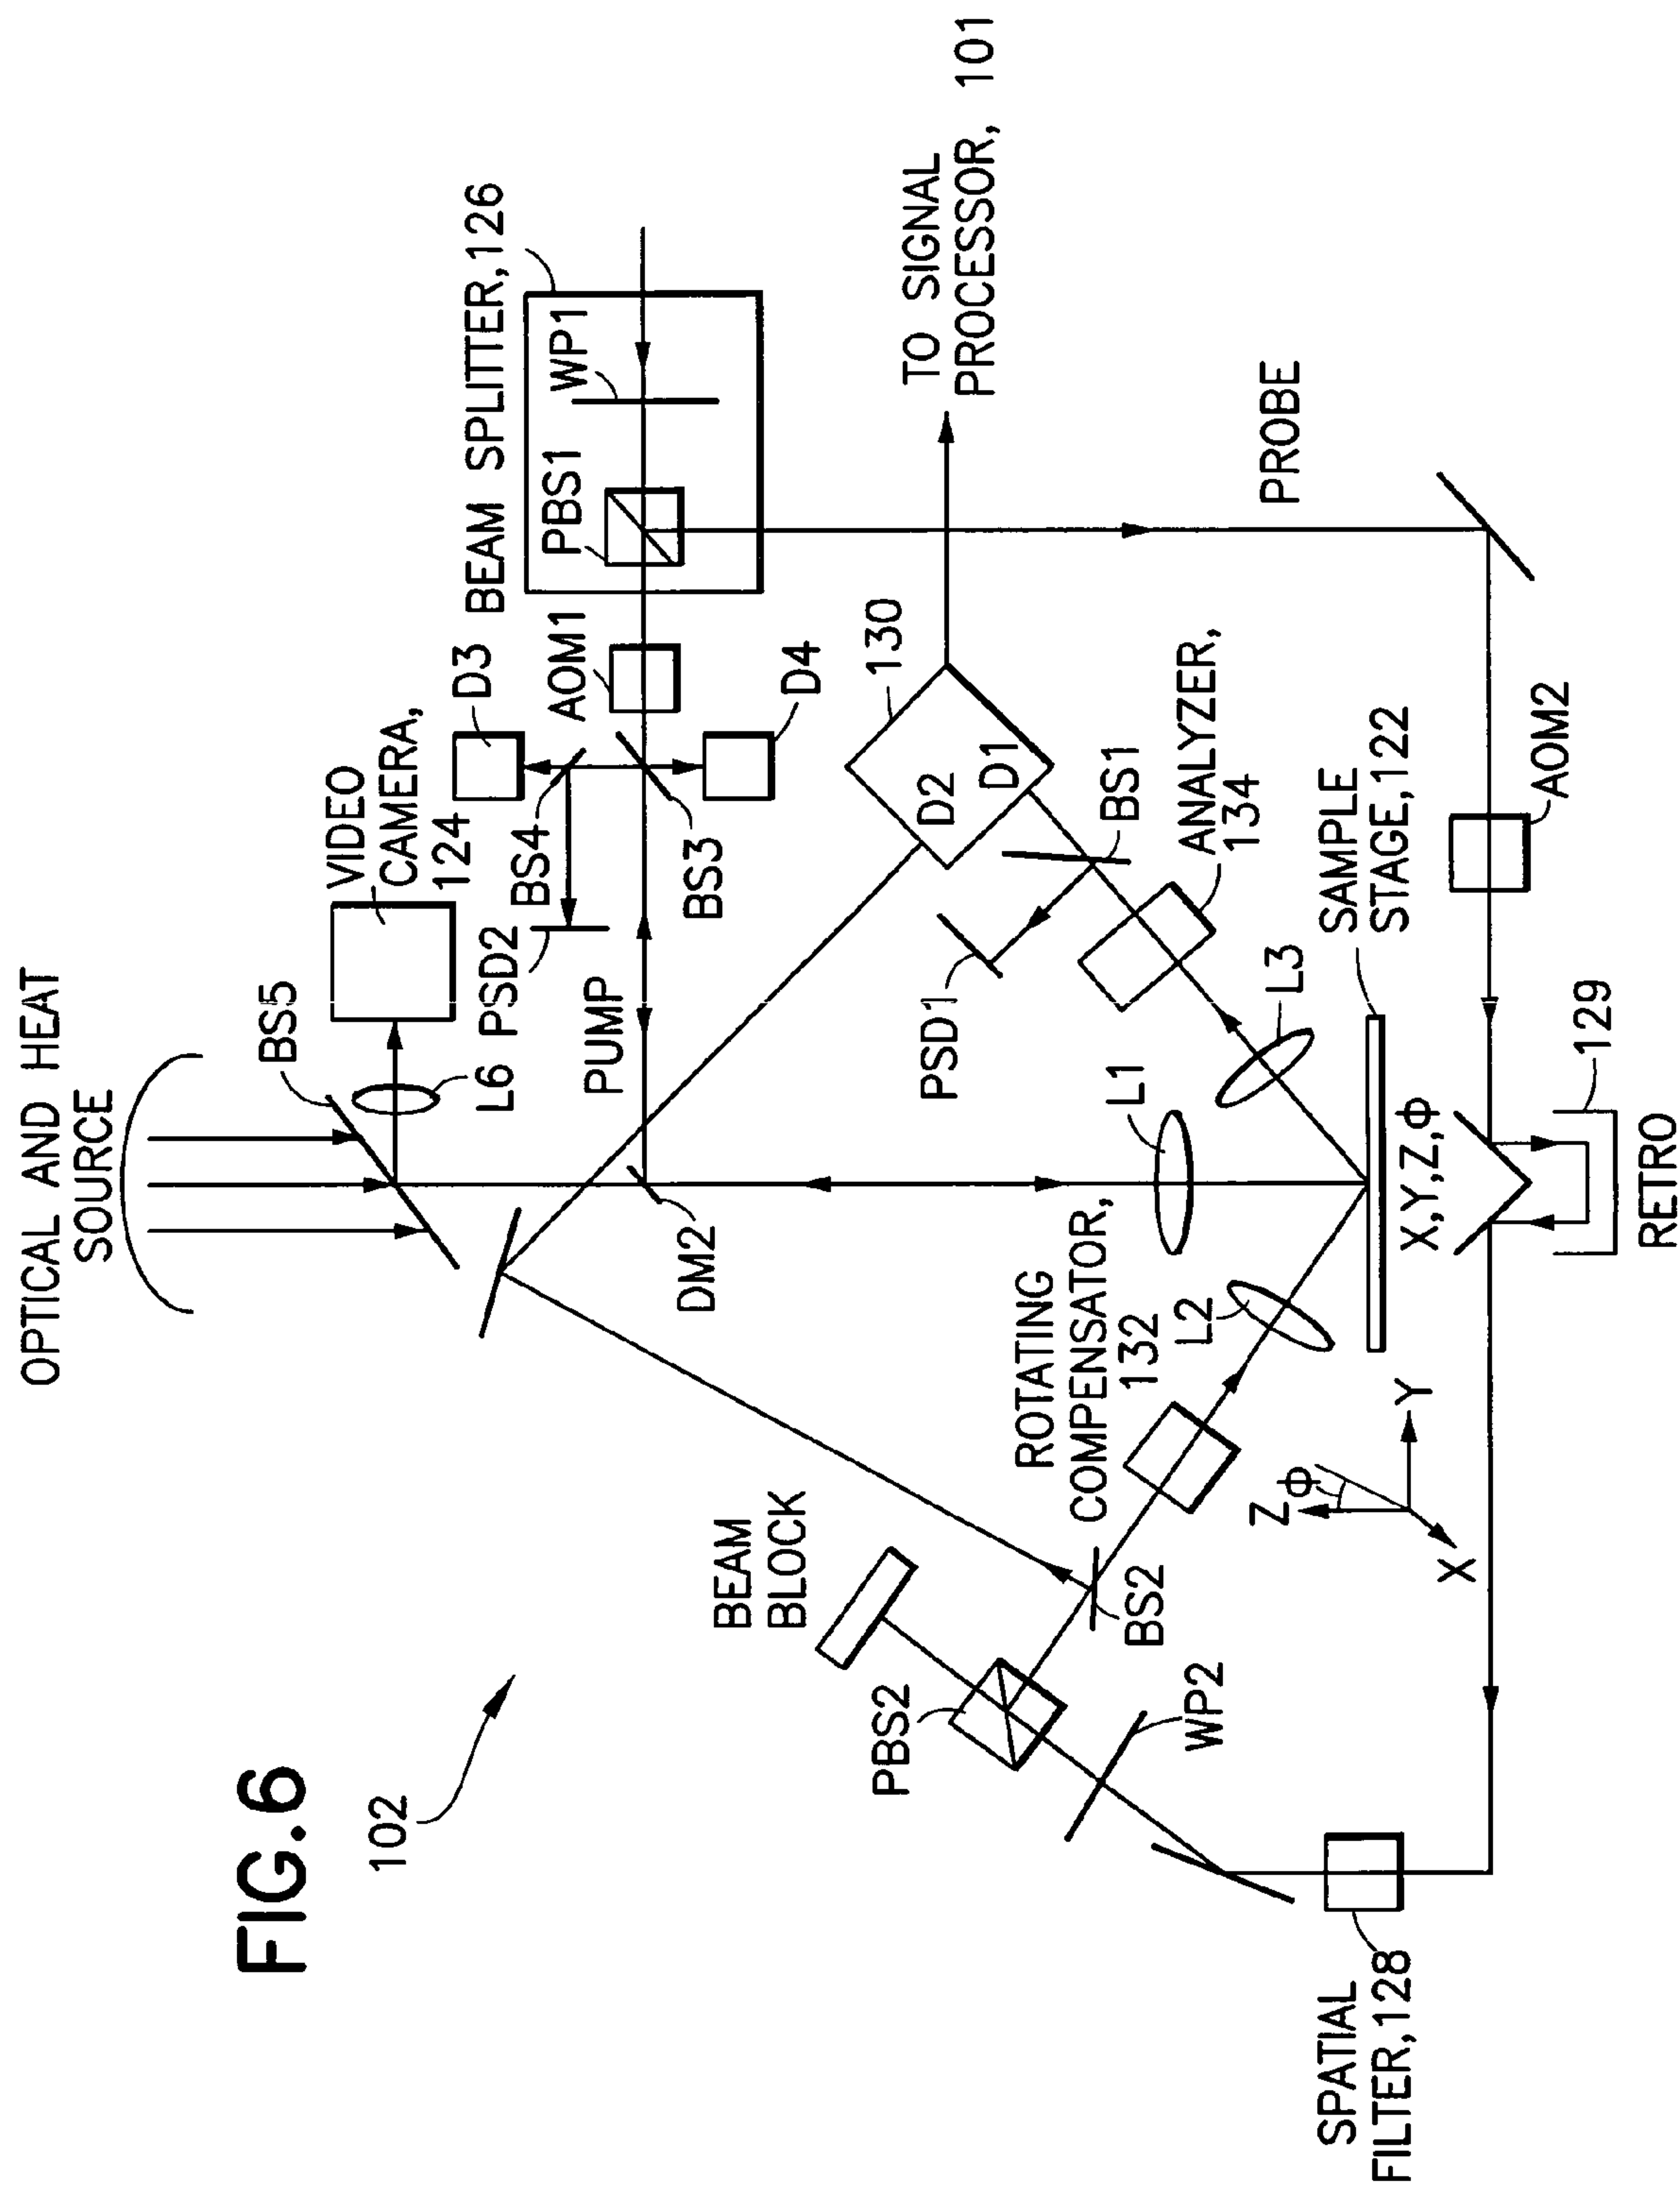 FIG.6
102
OPTICAL AND HEAT
SOURCE
BS5
VIDEO
CAMERA,
124
L6
PSD2
BS4
D3
BEAM SPLITTER,126
AOM1
PBS1
WP1
PUMP
BS3
D4
DM2
130
D2
D1
TO SIGNAL
PROCESSOR, 101
BS1
PSD1
ANALYZER,
134
L3
L1
SAMPLE
STAGE,122
PROBE
AOM2
X,Y,Z,Φ
129
RETRO
ROTATING
COMPENSATOR,
132
L2
Z
Φ
Y
X
BEAM
BLOCK
BS2
PBS2
WP2
SPATIAL
FILTER,128